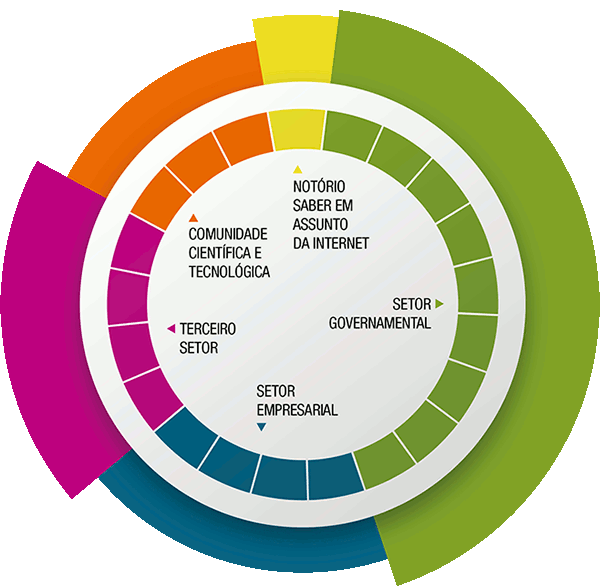 NOTÓRIO
SABER EM
ASSUNTO
DA INTERNET
COMUNIDADE
CIENTÍFICA E
TECNOLÓGICA
SETOR
GOVERNAMENTAL
TERCEIRO
SETOR
SETOR
EMPRESARIAL